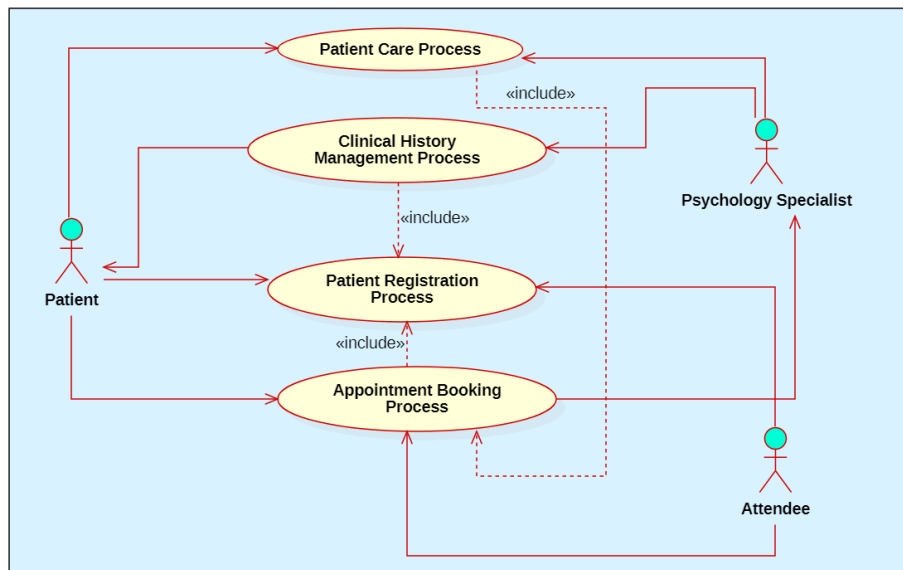 Patient Care Process
«include»
Clinical History
Management Process
Psychology Specialist
«include»
Patient Registration
Process
Patient
«include»
Appointment Booking
Process
Attendee